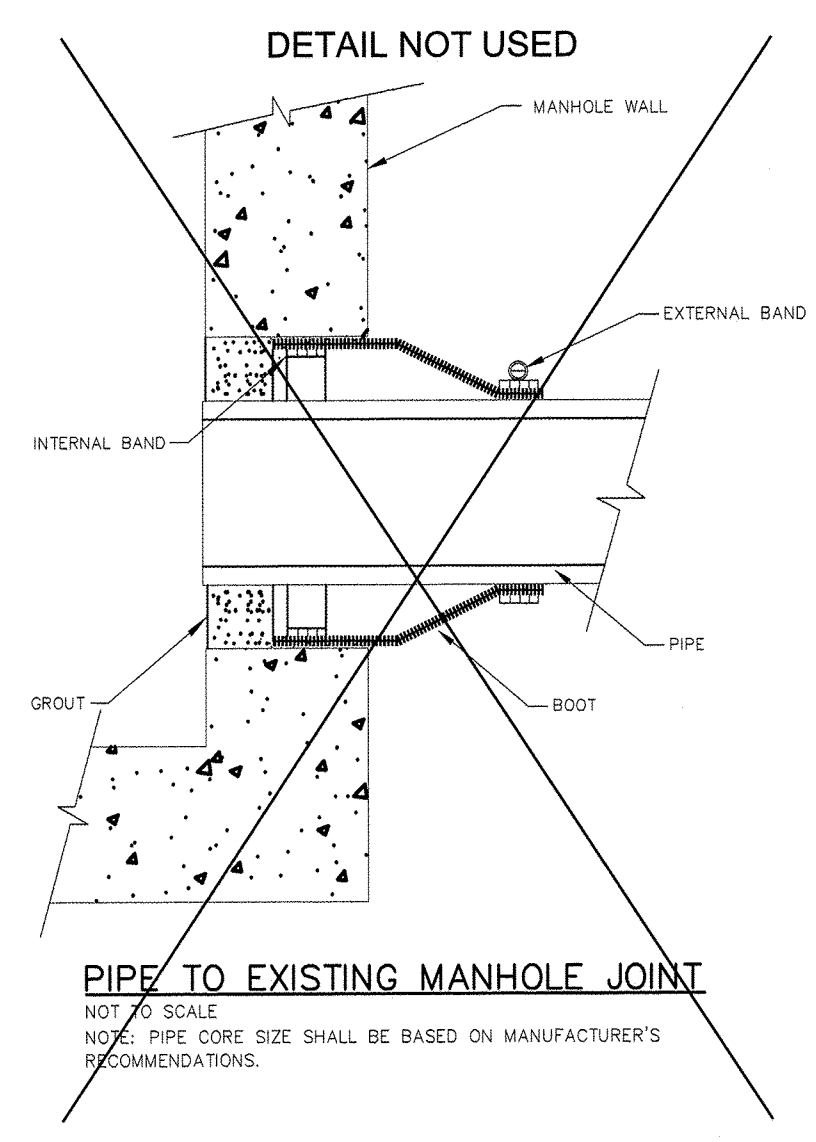 DETAIL NOT USED
MANHOLE WALL
EXTERNAL BAND
INTERNAL BAND
PIPE
GROUT
BOOT
PIPE TO EXISTING MANHOLE JOINT
NOT TO SCALE
NOTE: PIPE CORE SIZE SHALL BE BASED ON MANUFACTURER'S
RECOMMENDATIONS.